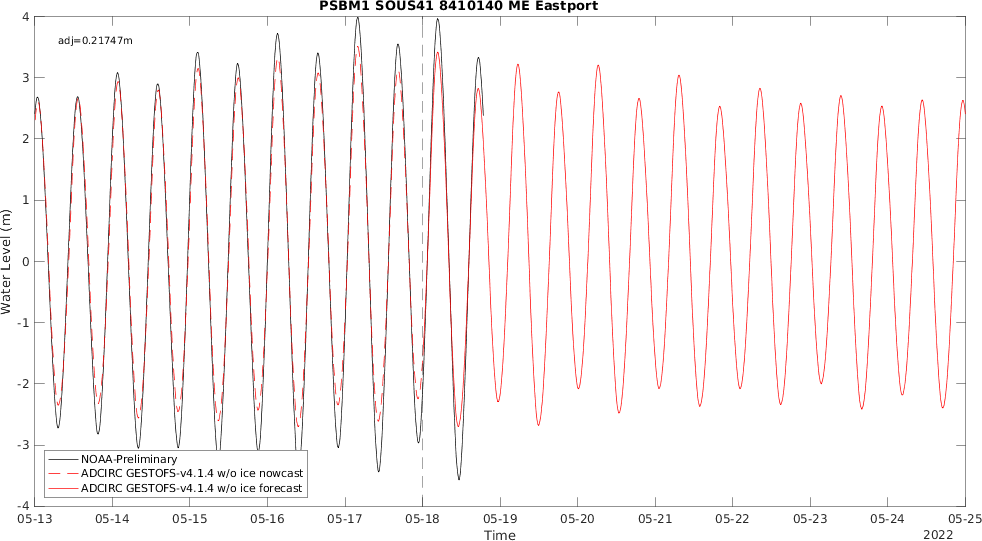 PSBM1 SOUS41 8410140 ME Eastport
adj=0.21747m
Water Level (m)
4
3
2
1
0
-1
-2
-3
-4
NOAA-Preliminary
ADCIRC GESTOFS-v4.1.4 w/o ice nowcast
ADCIRC GESTOFS-v4.1.4 w/o ice forecast
05-13 05-14 05-15 05-16 05-17 05-18 05-19 05-20 05-21 05-22 05-23 05-24 05-25
Time
2022